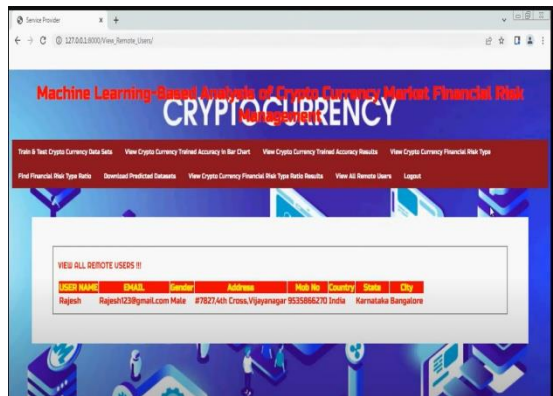 Service Provider
127.0.0.1:8000/View_Remote_Users/
Machine Learning-Based Analysis of Crypto Currency Market Financial Risk
Management
CRYPTOCURRENCY
Train & Test Crypto Currency Data Sets View Crypto Currency Trained Accuracy in Bar Chart View Crypto Currency Trained Accuracy Results View Crypto Currency Financial Risk Type
Find Financial Risk Type Ratio Download Predicted Datasets View Crypto Currency Financial Risk Type Ratio Results View All Remote Users Logout
VIEW ALL REMOTE USERS !!!
USER NAME EMAIL Gender Address Mob No Country State City
Rajesh Rajesh123@gmail.com Male #7827,4th Cross,Vijayanagar 9535866270 India Karnataka Bangalore